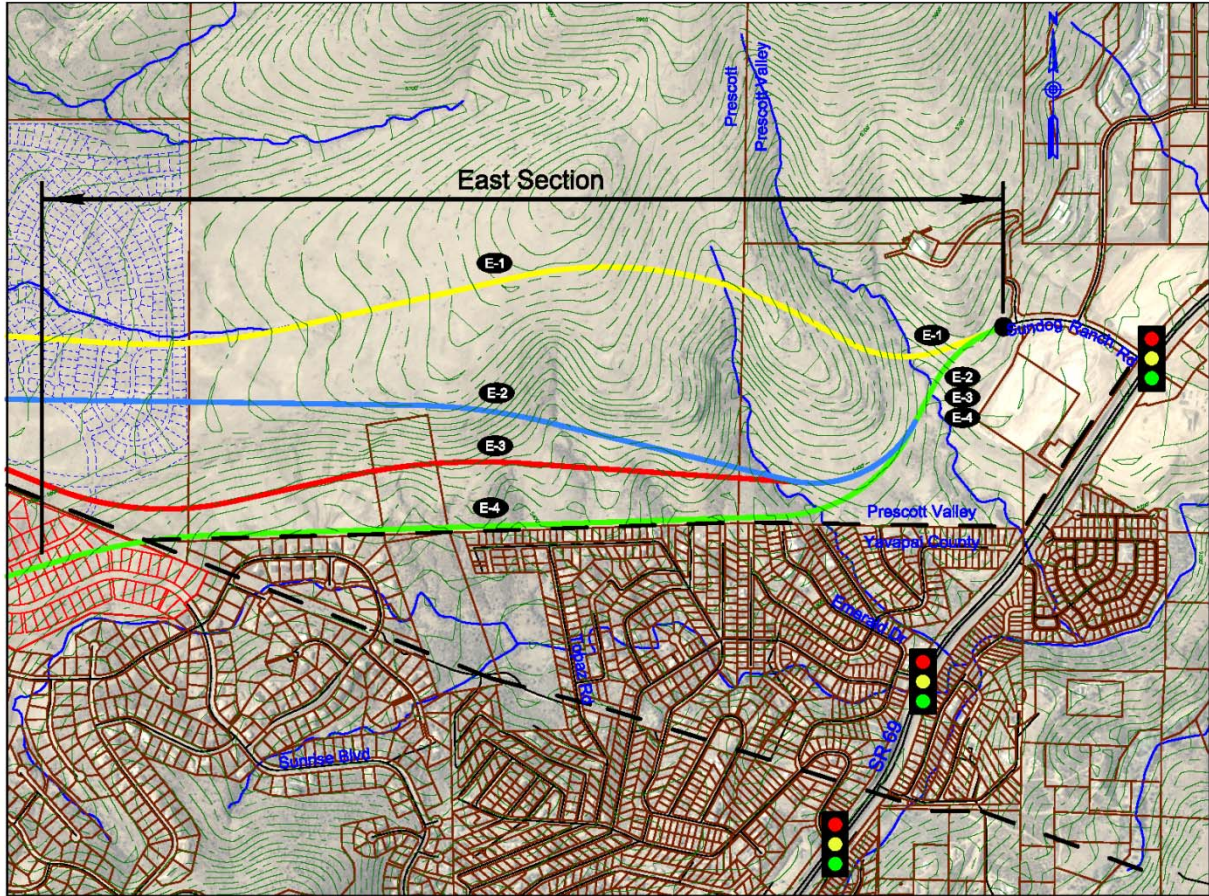 Prescott
Prescott Valley
N
East Section
E-1
E-1
Sundog Ranch Rd
E-2
E-3
E-4
E-2
E-3
E-4
Prescott Valley
Yavapai County
Emerald Dr
Topaz Rd
SR 69
Sunrise Blvd